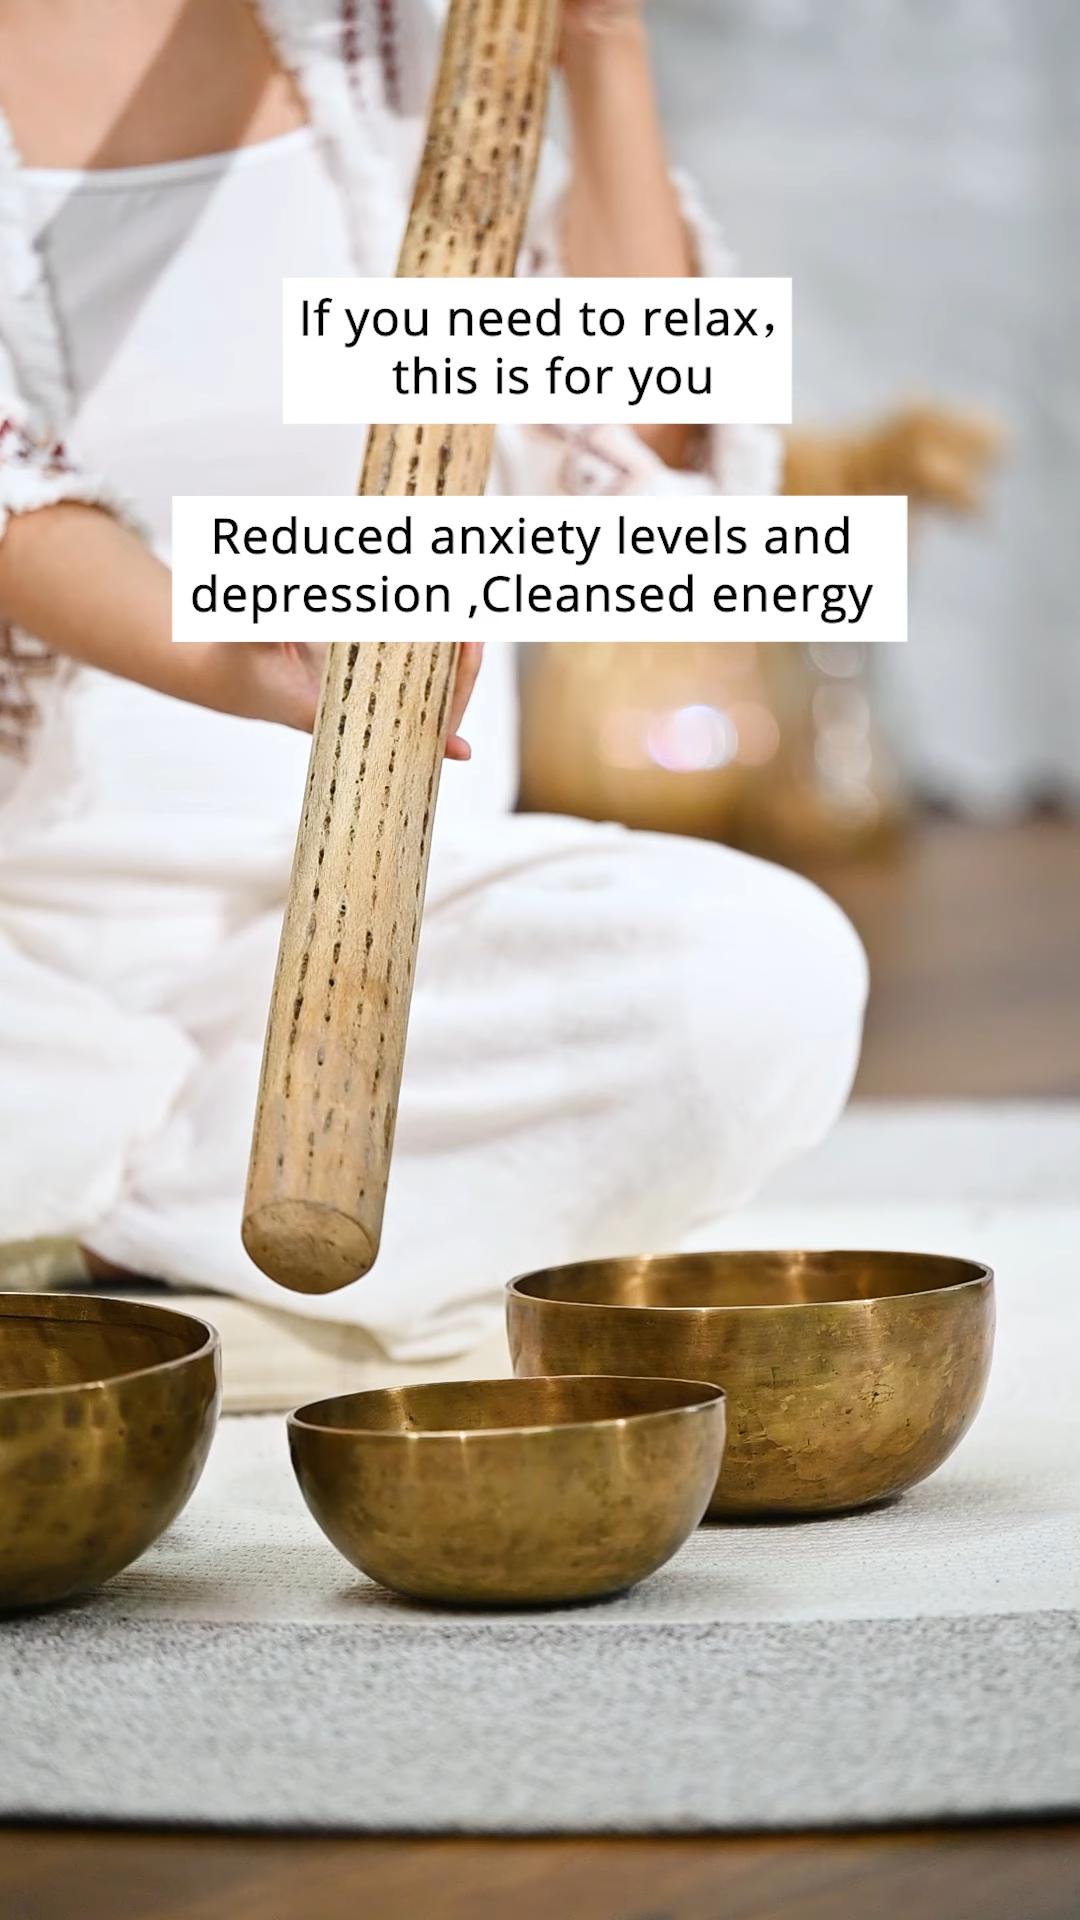 If you need to relax,
this is for you
Reduced anxiety levels and
depression ,Cleansed energy